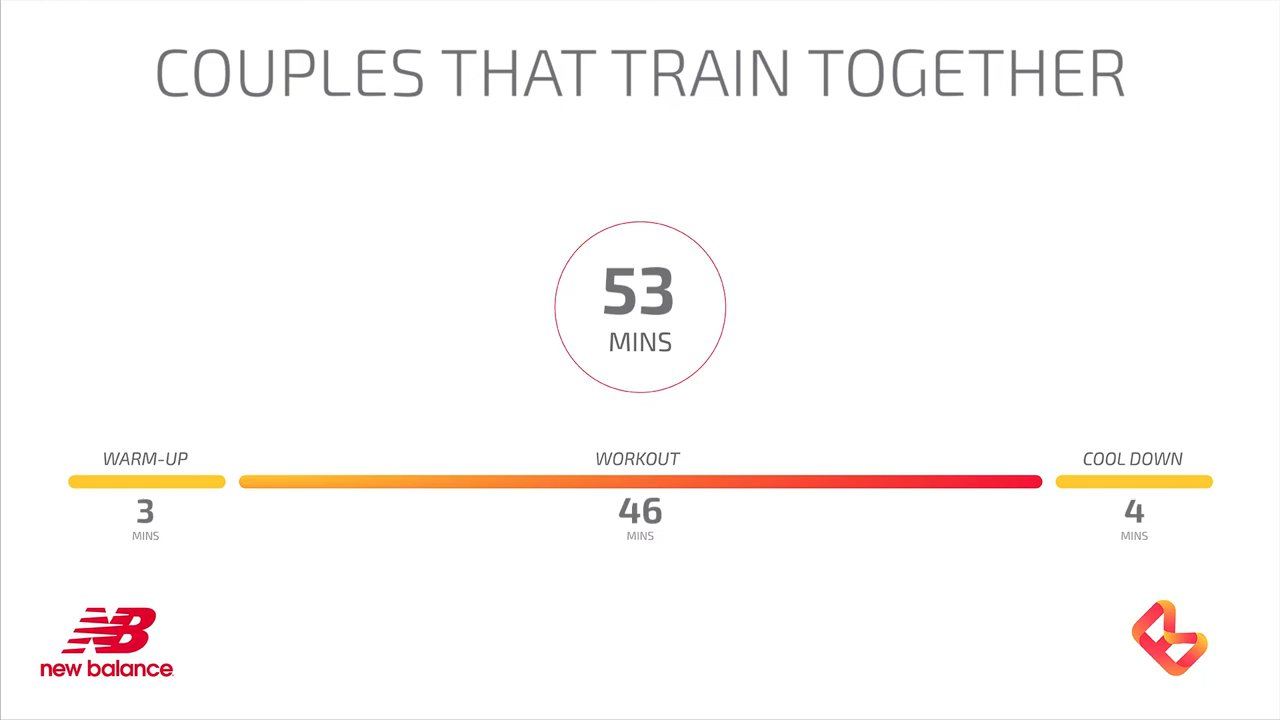 COUPLES THAT TRAIN TOGETHER
53
MINS
WARM-UP
WORKOUT
COOL DOWN
3
46
4
MINS
MINS
MINS
NB
new balance